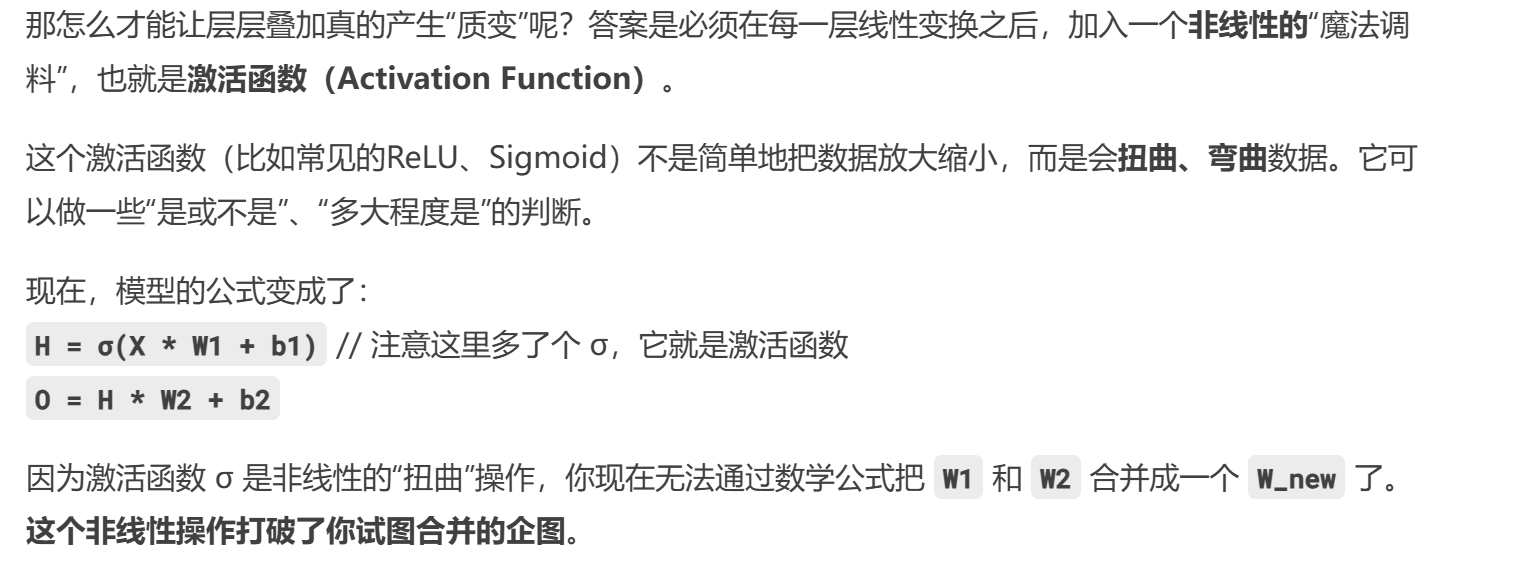 那怎么才能让层层叠加真的产生“质变”呢？答案是必须在每一层线性变换之后，加入一个非线性的“魔法调
料”，也就是激活函数（Activation Function）。
这个激活函数（比如常见的ReLU、Sigmoid）不是简单地把数据放大缩小，而是会扭曲、弯曲数据。它可
以做一些“是或不是”、“多大程度是”的判断。
现在，模型的公式变成了：
H = σ(X * W1 + b1) // 注意这里多了个 σ，它就是激活函数
O = H * W2 + b2
因为激活函数 σ 是非线性的“扭曲”操作，你现在无法通过数学公式把 W1 和 W2 合并成一个 W_new 了。
这个非线性操作打破了你试图合并的企图。